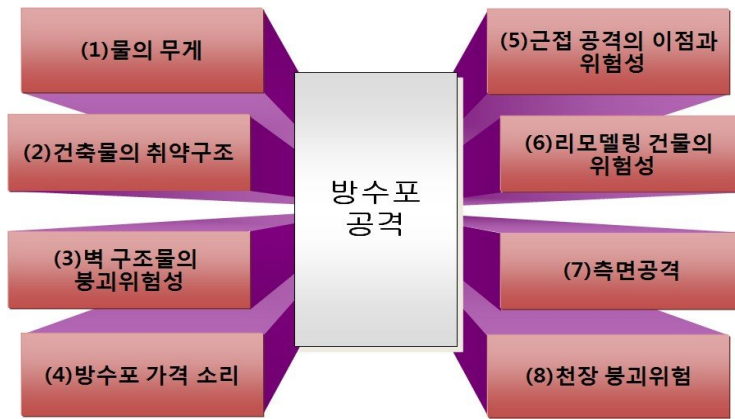 (1)물의 무게
(2)건축물의 취약구조
(3)벽 구조물의
붕괴위험성
(4)방수포 가격 소리
방수포
공격
(5)근접 공격의 이점과
위험성
(6)리모델링 건물의
위험성
(7)측면공격
(8)천장 붕괴위험